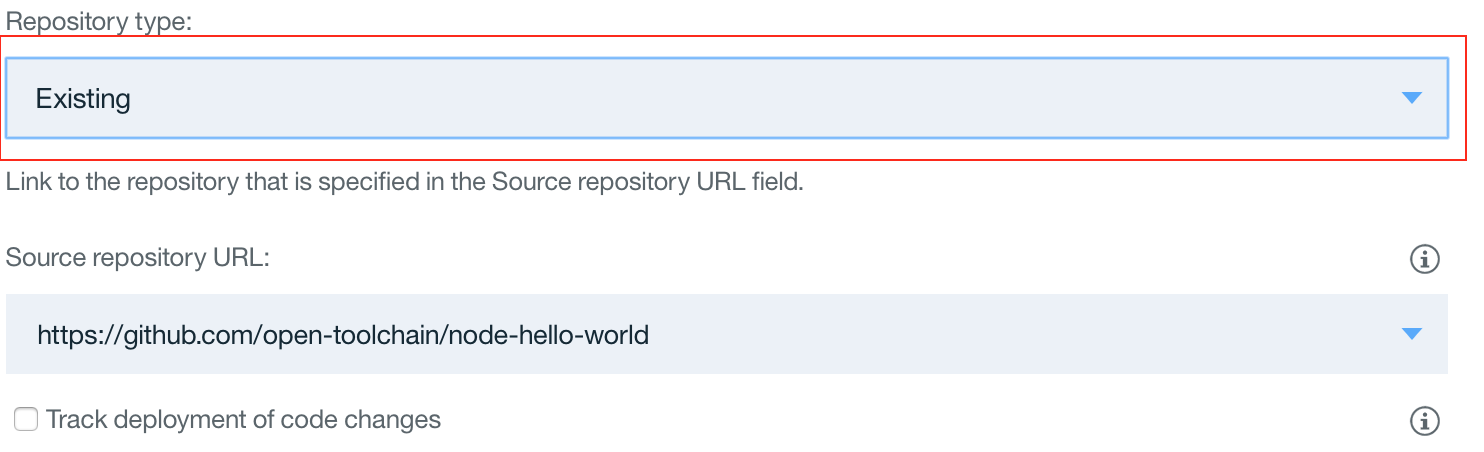 Repository type:
Existing
Link to the repository that is specified in the Source repository URL field.
Source repository URL:
https://github.com/open-toolchain/node-hello-world
Track deployment of code changes